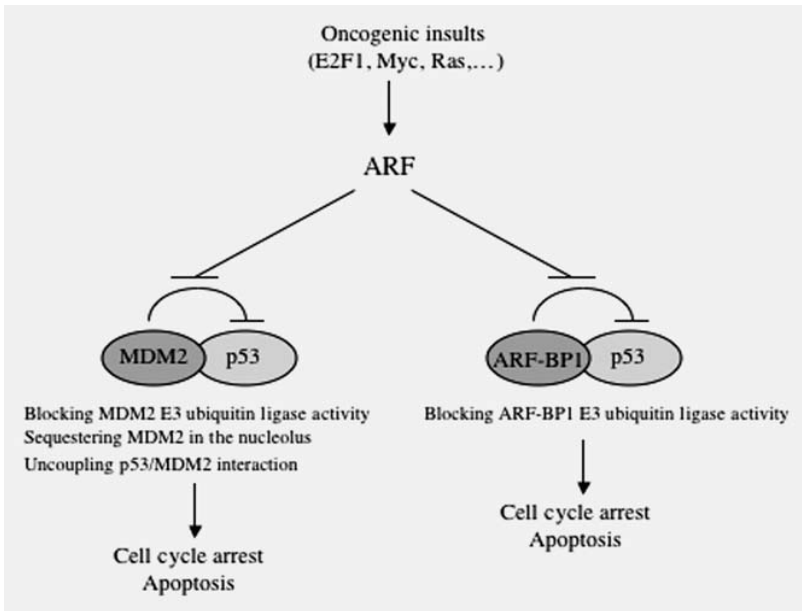 Oncogenic insults
(E2F1, Myc, Ras,...)
ARF
MDM2
p53
ARF-BP1
p53
Blocking MDM2 E3 ubiquitin ligase activity
Sequestering MDM2 in the nucleolus
Uncoupling p53/MDM2 interaction
Cell cycle arrest
Apoptosis
Blocking ARF-BP1 E3 ubiquitin ligase activity
Cell cycle arrest
Apoptosis